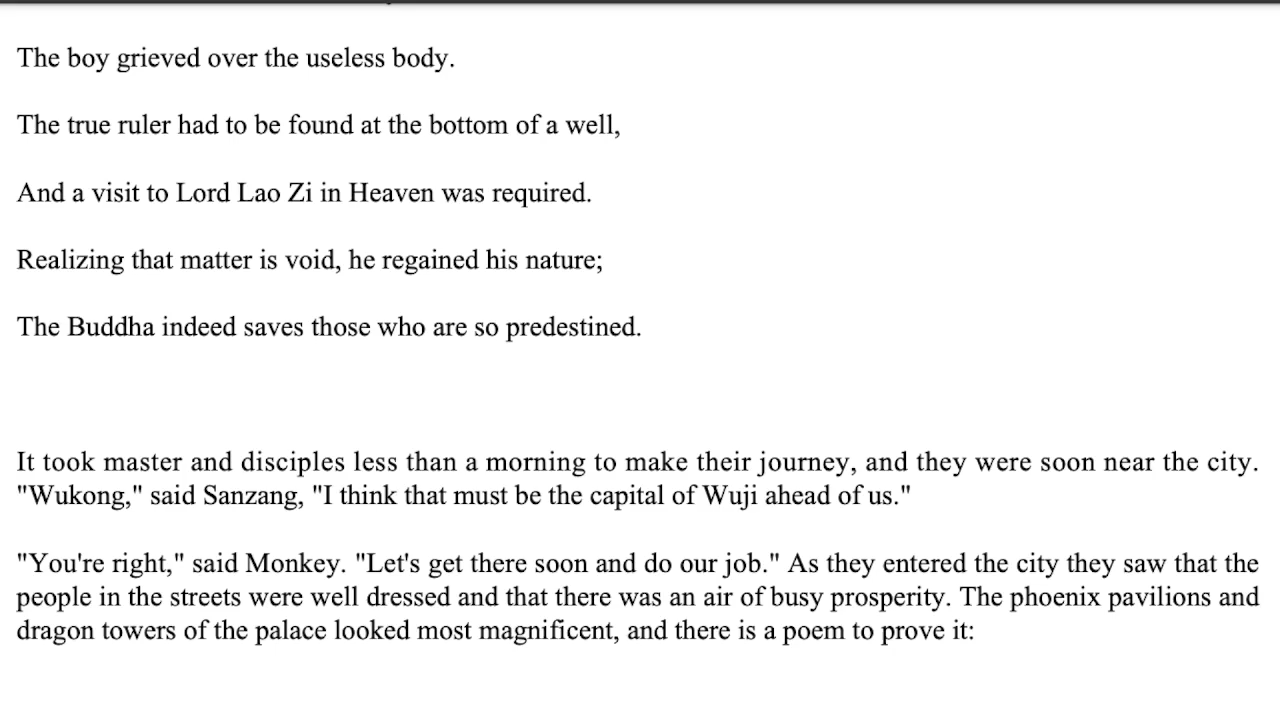 The boy grieved over the useless body.
The true ruler had to be found at the bottom of a well,
And a visit to Lord Lao Zi in Heaven was required.
Realizing that matter is void, he regained his nature;
The Buddha indeed saves those who are so predestined.
It took master and disciples less than a morning to make their journey, and they were soon near the city.
"Wukong," said Sanzang, "I think that must be the capital of Wuji ahead of us."
"You're right," said Monkey. "Let's get there soon and do our job." As they entered the city they saw that the
people in the streets were well dressed and that there was an air of busy prosperity. The phoenix pavilions and
dragon towers of the palace looked most magnificent, and there is a poem to prove it: